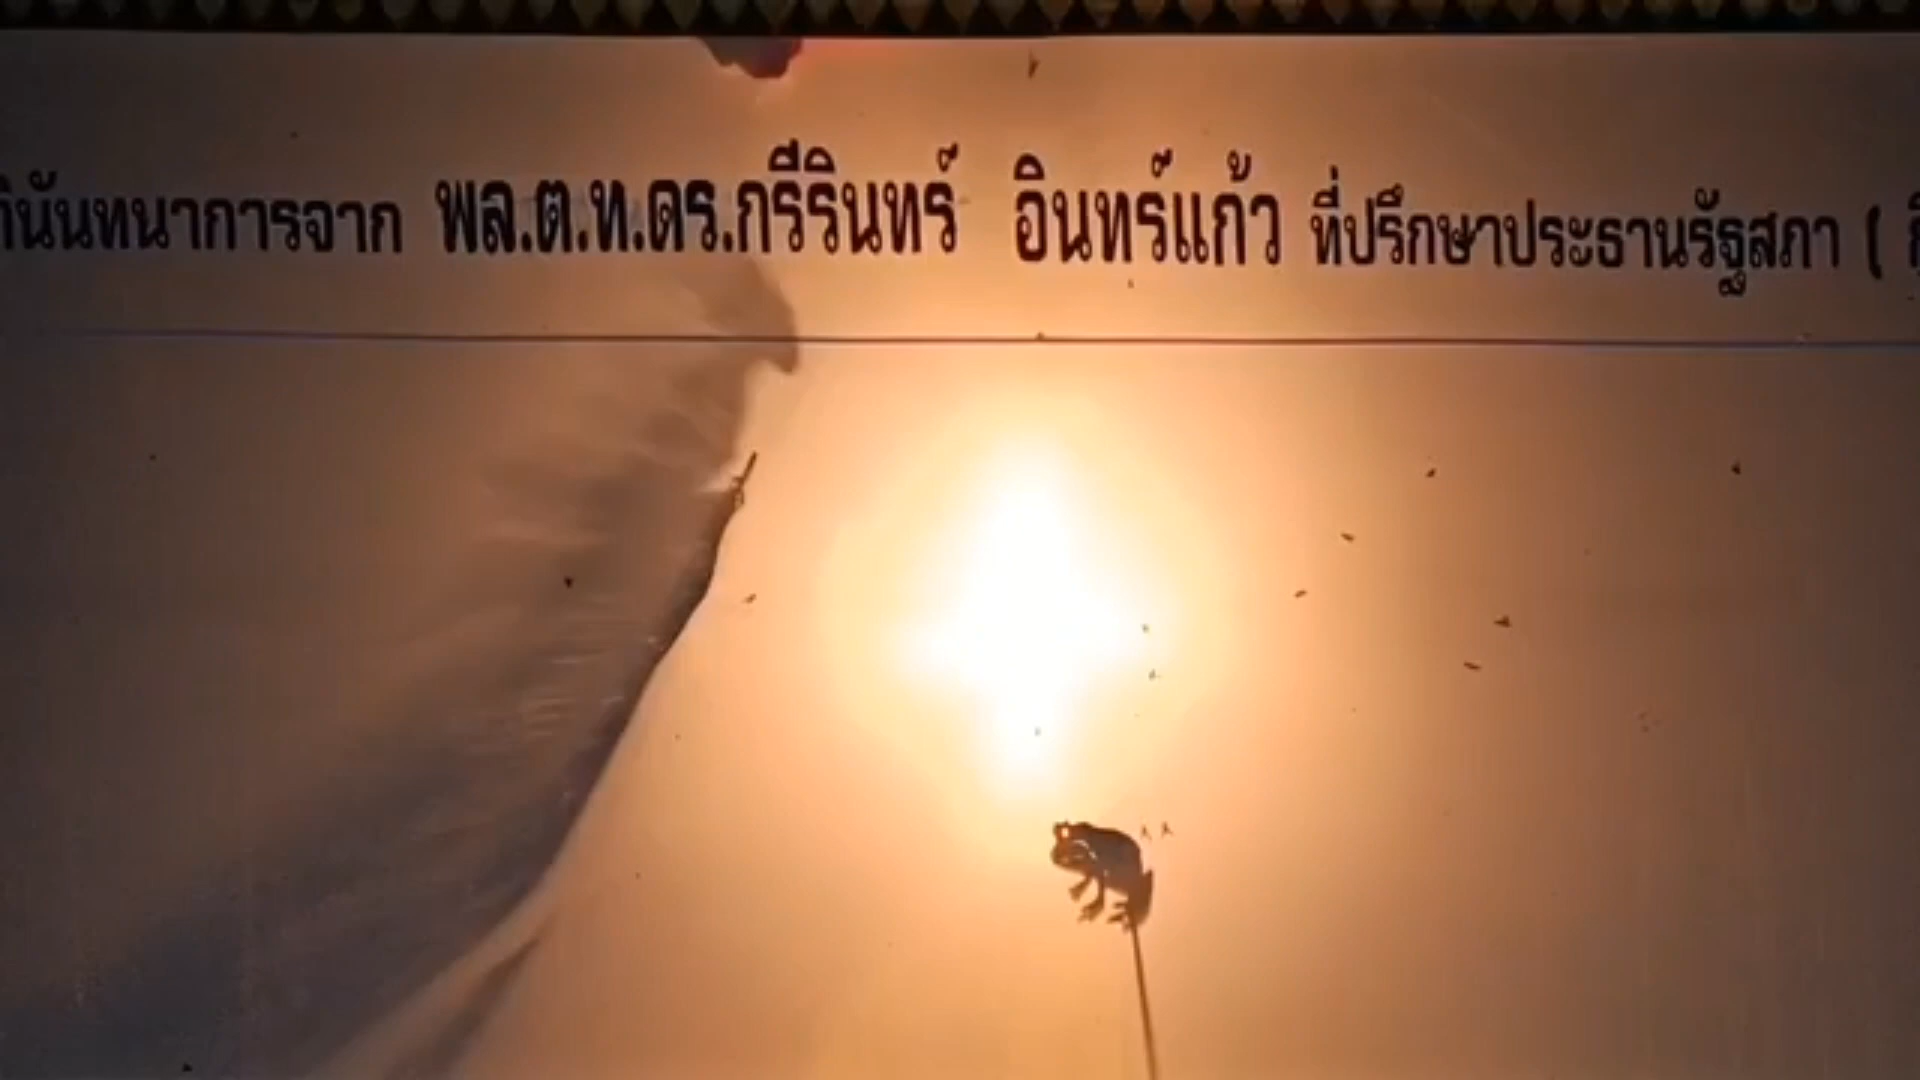 อภินันทนาการจาก พล.ต.ท.ดร.กรีรินทร์ อินทร์แก้ว ที่ปรึกษาประธานรัฐสภา (